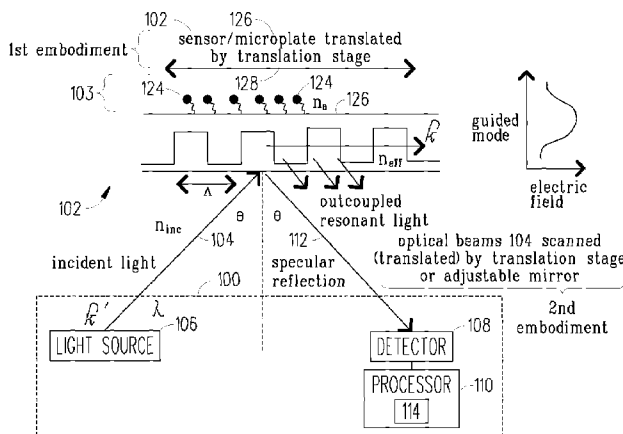 102
126
1st embodiment
sensor/microplate translated
by translation stage
103
124
128
124
nₐ
126
guided
mode
electric
field
k
n_eff
Λ
102
n_inc
θ
θ
104
112
outcoupled
resonant light
incident light
specular
reflection
optical beams 104 scanned
(translated) by translation stage
or adjustable mirror
2nd
embodiment
100
k'
λ
106
108
LIGHT SOURCE
DETECTOR
PROCESSOR
110
114